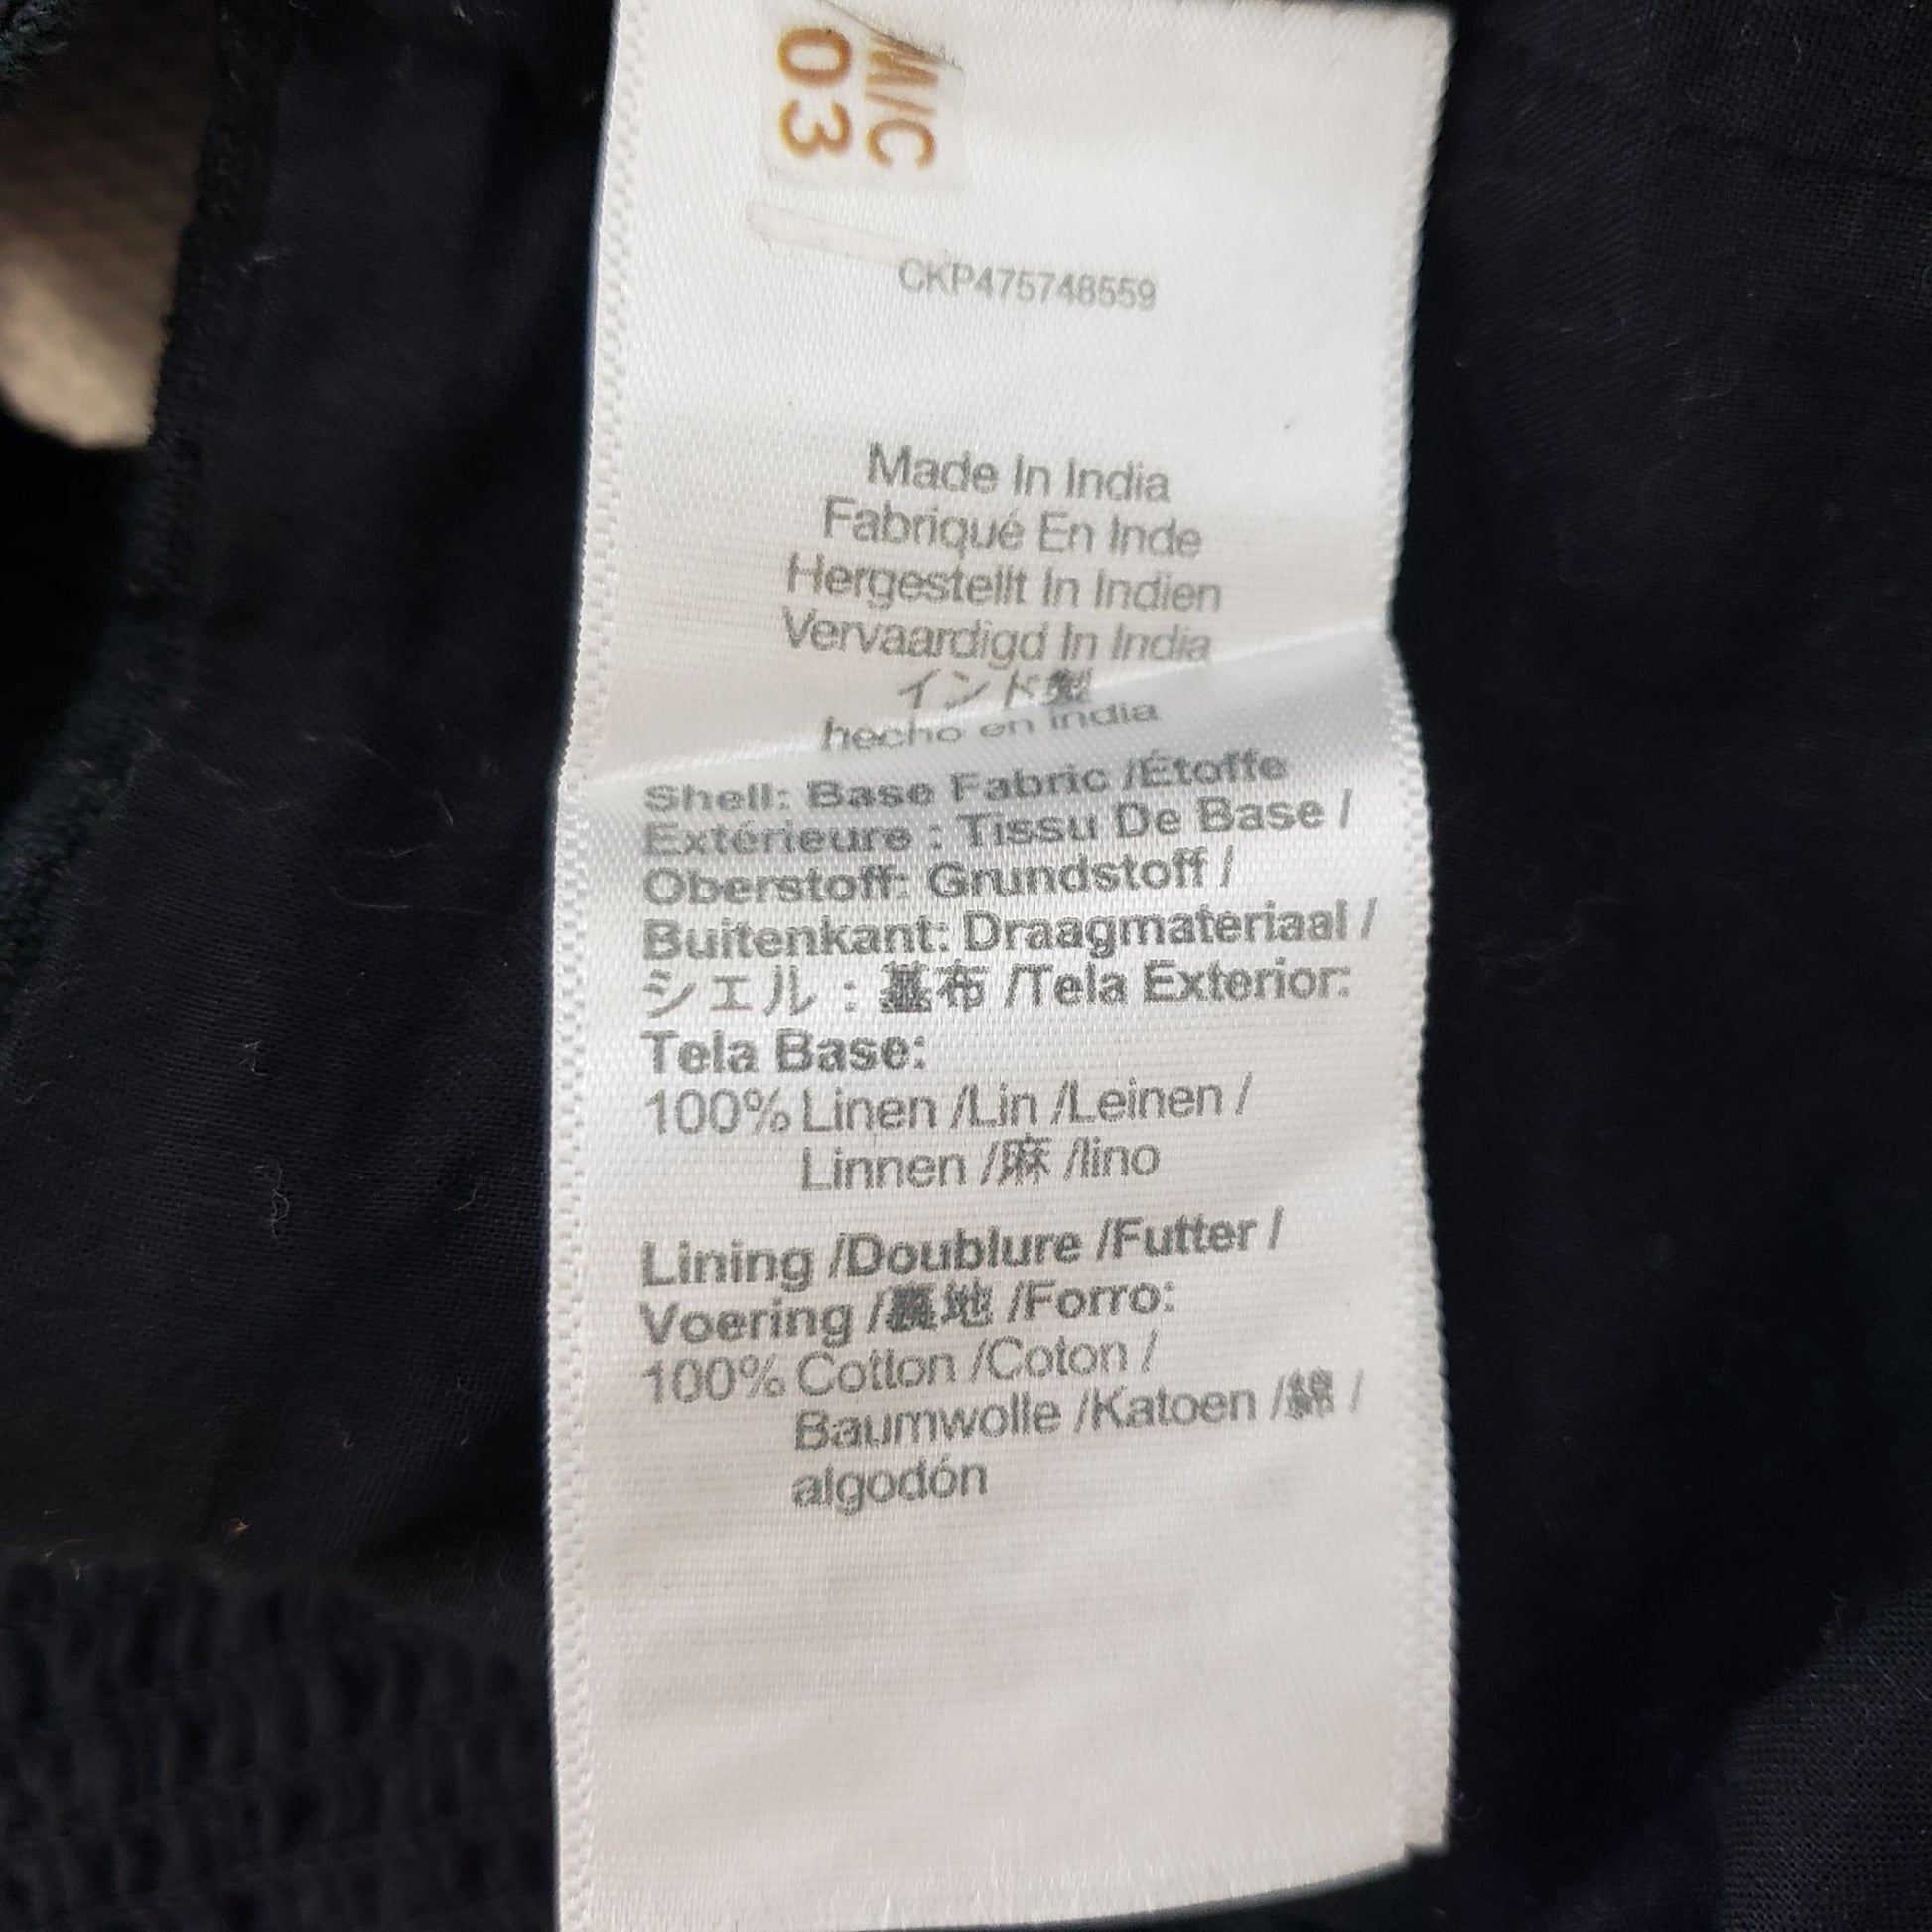 M/C
03
CKP475748559
Made In India
Fabriqué En Inde
Hergestellt In Indien
Vervaardigd In India
インド製
hecho en india
Shell: Base Fabric /Étoffe
Extérieure : Tissu De Base /
Oberstoff: Grundstoff /
Buitenkant: Draagmateriaal /
シェル : 基布 /Tela Exterior:
Tela Base:
100% Linen /Lin /Leinen /
Linnen /麻 /lino
Lining /Doublure /Futter /
Voering /裏地 /Forro:
100% Cotton /Coton /
Baumwolle /Katoen /綿 /
algodón